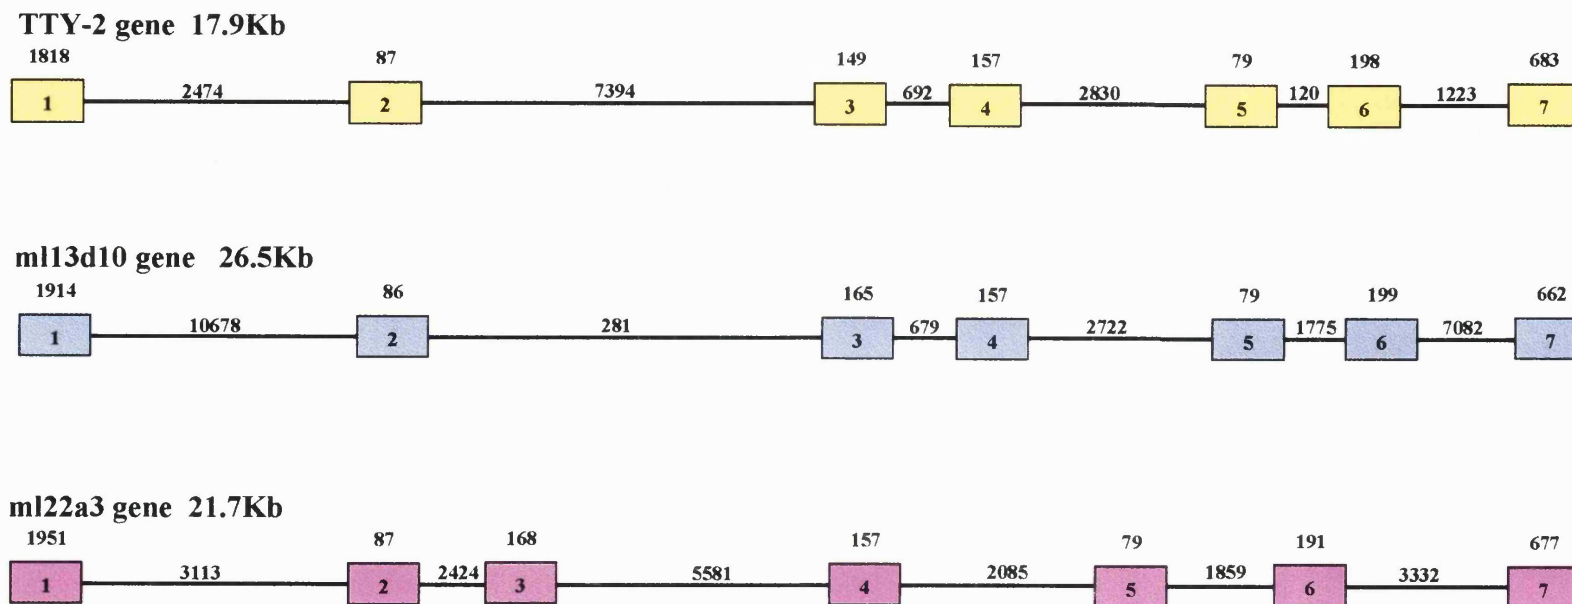 TTY-2 gene 17.9Kb
1818 87 149 157 79 198 683
2474 7394 692 2830 120 1223
1 2 3 4 5 6 7
ml13d10 gene 26.5Kb
1914 86 165 157 79 199 662
10678 281 679 2722 1775 7082
1 2 3 4 5 6 7
ml22a3 gene 21.7Kb
1951 87 168 157 79 191 677
3113 2424 5581 2085 1859 3332
1 2 3 4 5 6 7